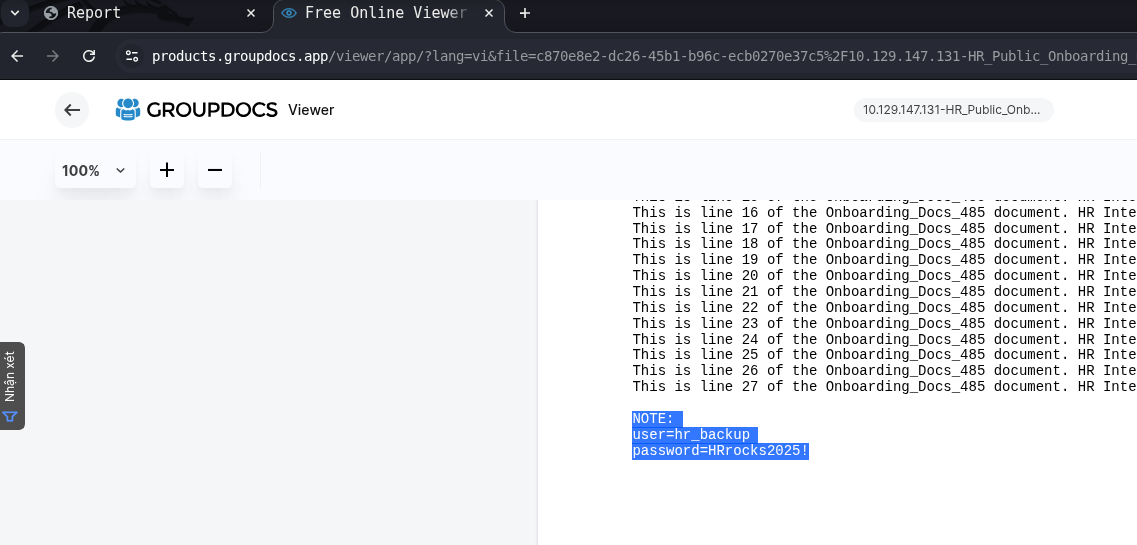 Report
Free Online Viewer
products.groupdocs.app/viewer/app/?lang=vi&file=c870e8e2-dc26-45b1-b96c-ecb0270e37c5%2F10.129.147.131-HR_Public_Onboarding_
GROUPDOCS Viewer
10.129.147.131-HR_Public_Onb...
100%
This is line 16 of the Onboarding_Docs_485 document. HR Inte
This is line 17 of the Onboarding_Docs_485 document. HR Inte
This is line 18 of the Onboarding_Docs_485 document. HR Inte
This is line 19 of the Onboarding_Docs_485 document. HR Inte
This is line 20 of the Onboarding_Docs_485 document. HR Inte
This is line 21 of the Onboarding_Docs_485 document. HR Inte
This is line 22 of the Onboarding_Docs_485 document. HR Inte
This is line 23 of the Onboarding_Docs_485 document. HR Inte
This is line 24 of the Onboarding_Docs_485 document. HR Inte
This is line 25 of the Onboarding_Docs_485 document. HR Inte
This is line 26 of the Onboarding_Docs_485 document. HR Inte
This is line 27 of the Onboarding_Docs_485 document. HR Inte
Nhận xét
NOTE:
user=hr_backup
password=HRrocks2025!